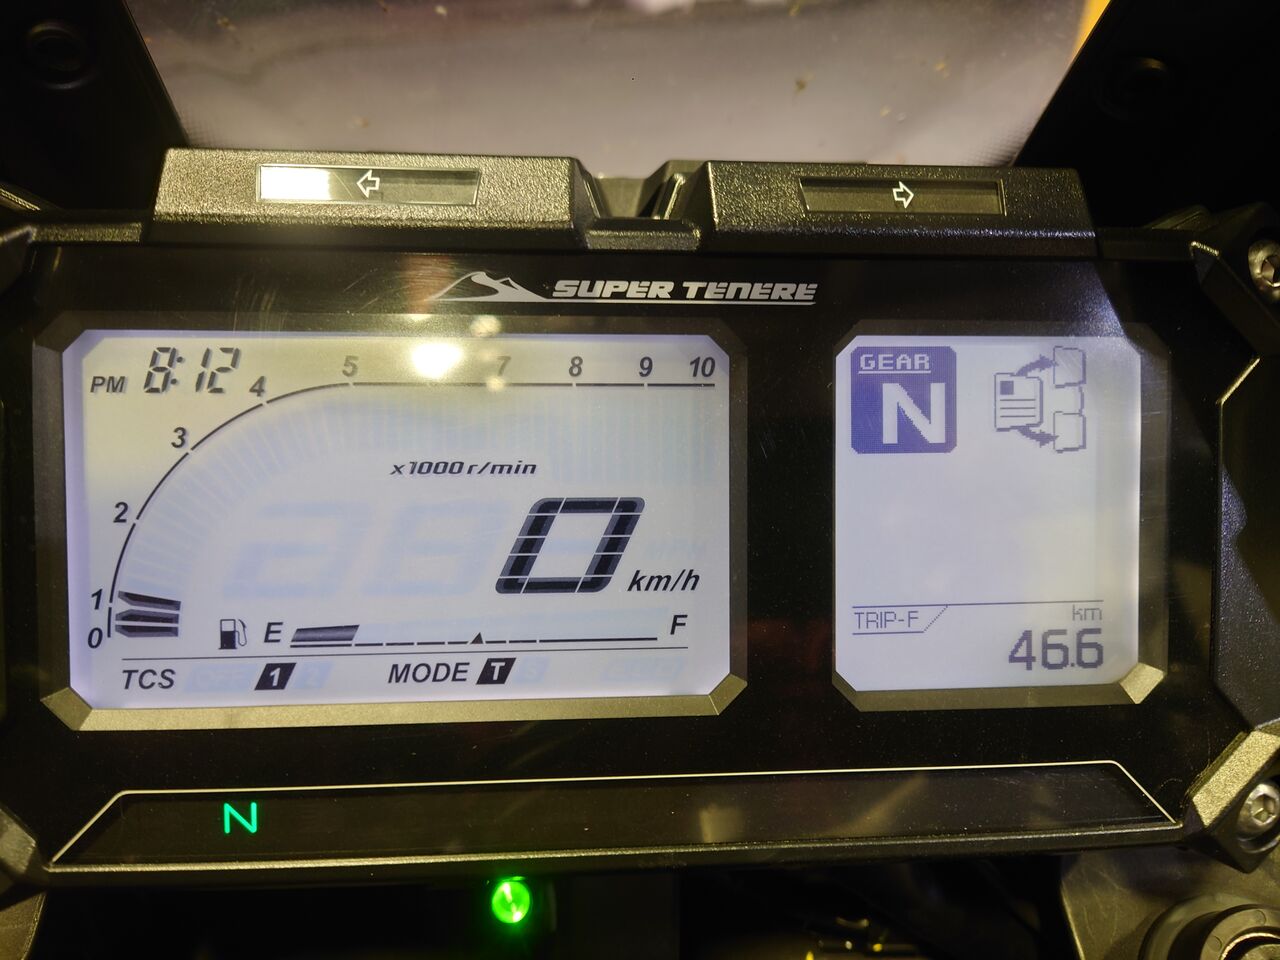 SUPER TENERE
PM 8:12
0 1 2 3 4 5 7 8 9 10
x1000 r/min
0 km/h
E F
TCS 1 MODE T
GEAR
N
TRIP-F km
46.6
N